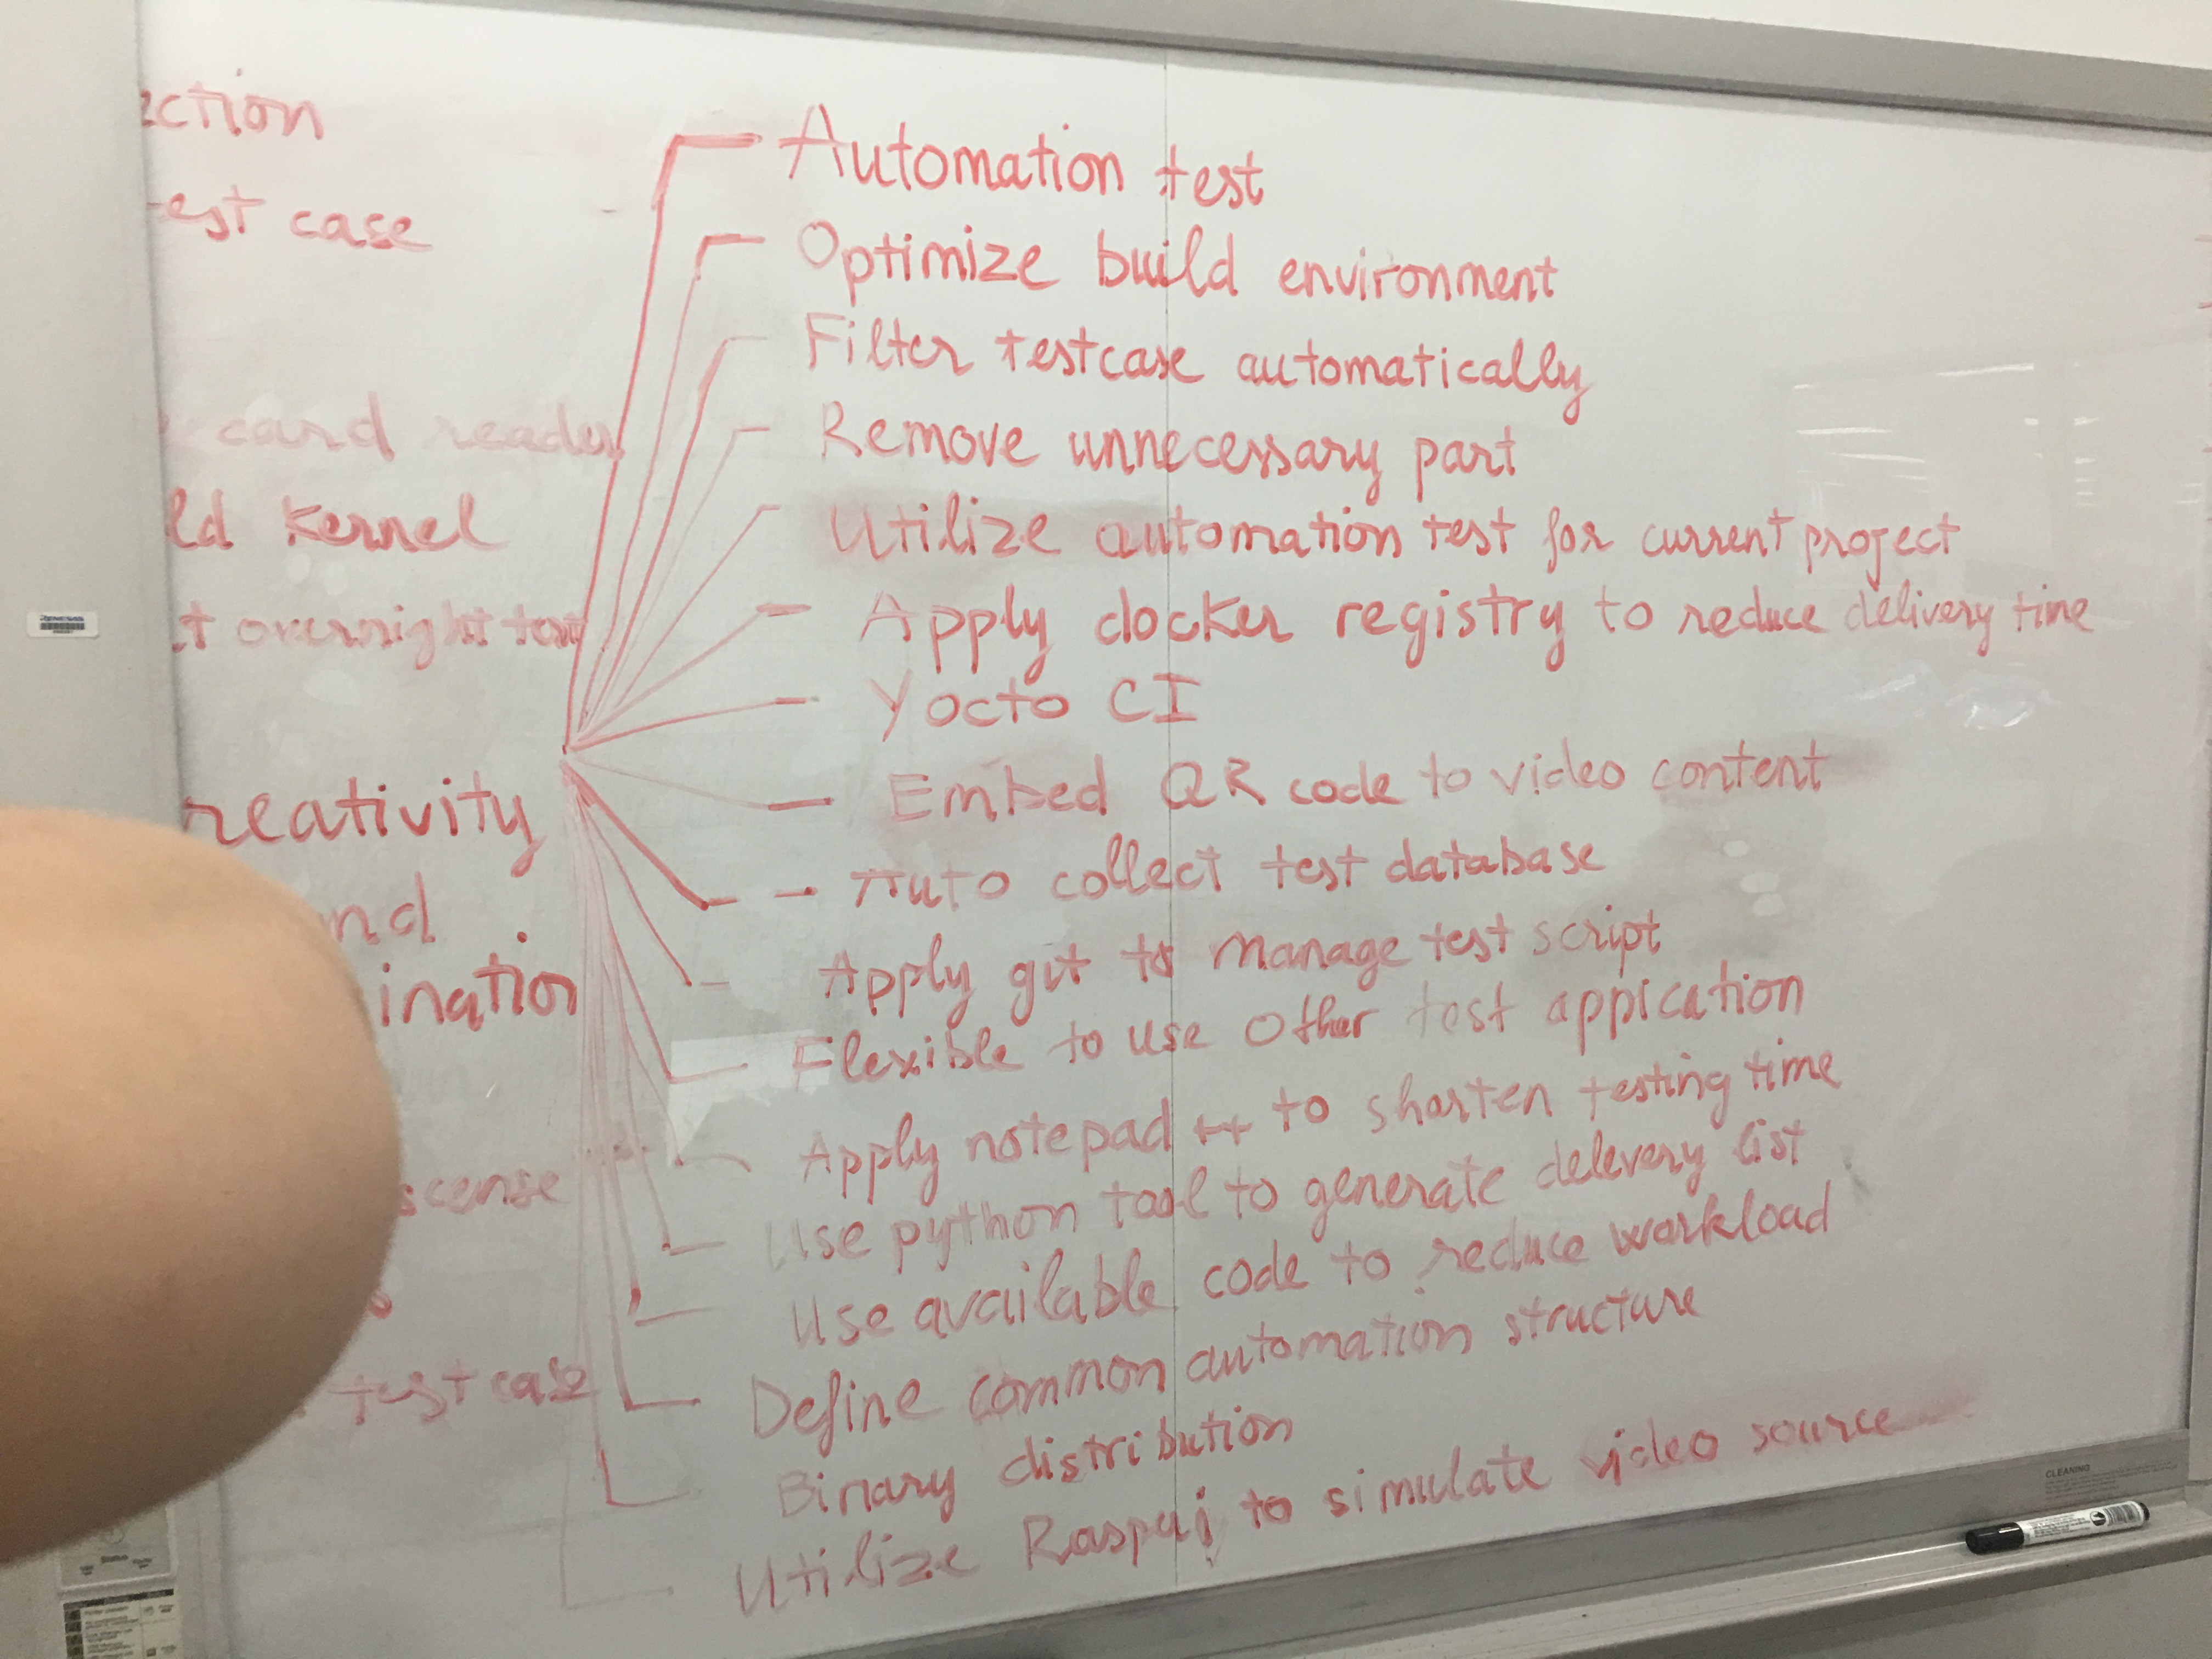 ection
est case
card reader
ld Kernel
t overnight test
reativity
nd
ination
scense
test case
Automation test
Optimize build environment
Filter testcase automatically
Remove unnecessary part
Utilize automation test for current project
Apply docker registry to reduce delivery time
Yocto CI
Embed QR code to video content
Auto collect test database
Apply git to manage test script
Flexible to use other test appication
Apply notepad ++ to shorten testing time
Use python tool to generate delevery list
Use available code to reduce workload
Define common automation structure
Binary distribution
Utilize Raspi to simulate video source
CLEANING